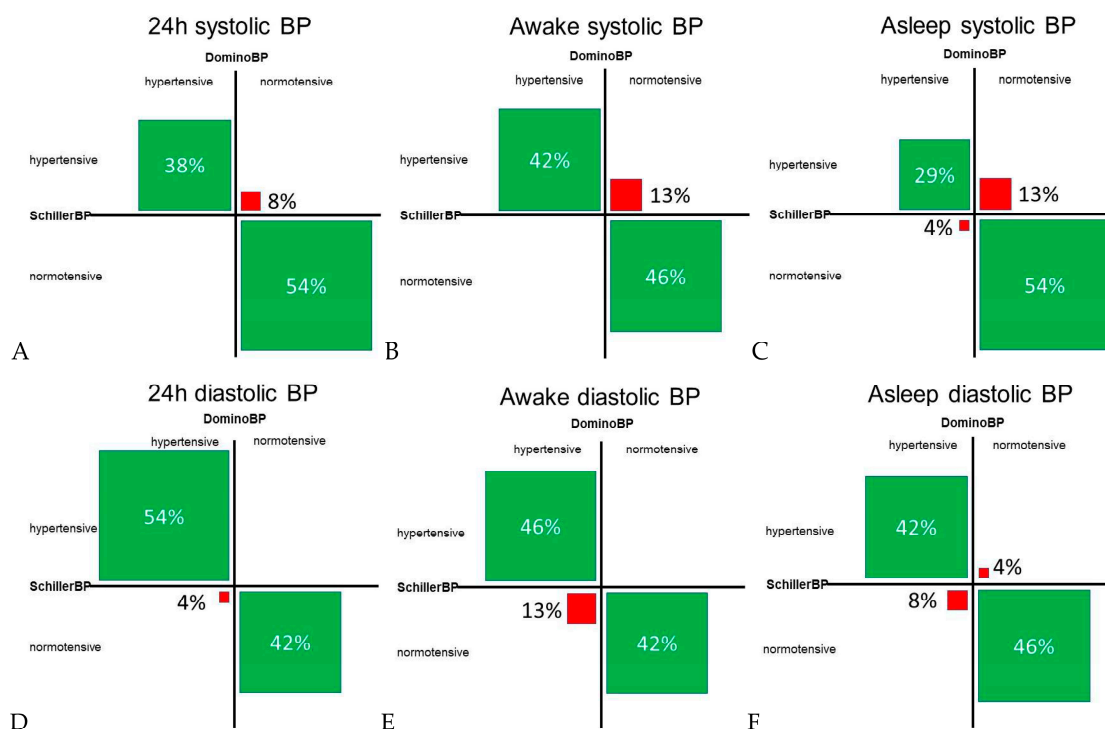 24h systolic BP
DominoBP
hypertensive normotensive
hypertensive
38%
8%
SchillerBP
normotensive
54%
A
Awake systolic BP
DominoBP
hypertensive normotensive
hypertensive
42%
13%
SchillerBP
normotensive
46%
B
Asleep systolic BP
DominoBP
hypertensive normotensive
hypertensive
29%
13%
SchillerBP
4%
normotensive
54%
C
24h diastolic BP
DominoBP
hypertensive normotensive
54%
hypertensive
SchillerBP
4%
42%
normotensive
D
Awake diastolic BP
DominoBP
hypertensive normotensive
46%
hypertensive
SchillerBP
13%
42%
normotensive
E
Asleep diastolic BP
DominoBP
hypertensive normotensive
42%
hypertensive
4%
SchillerBP
8%
46%
normotensive
F